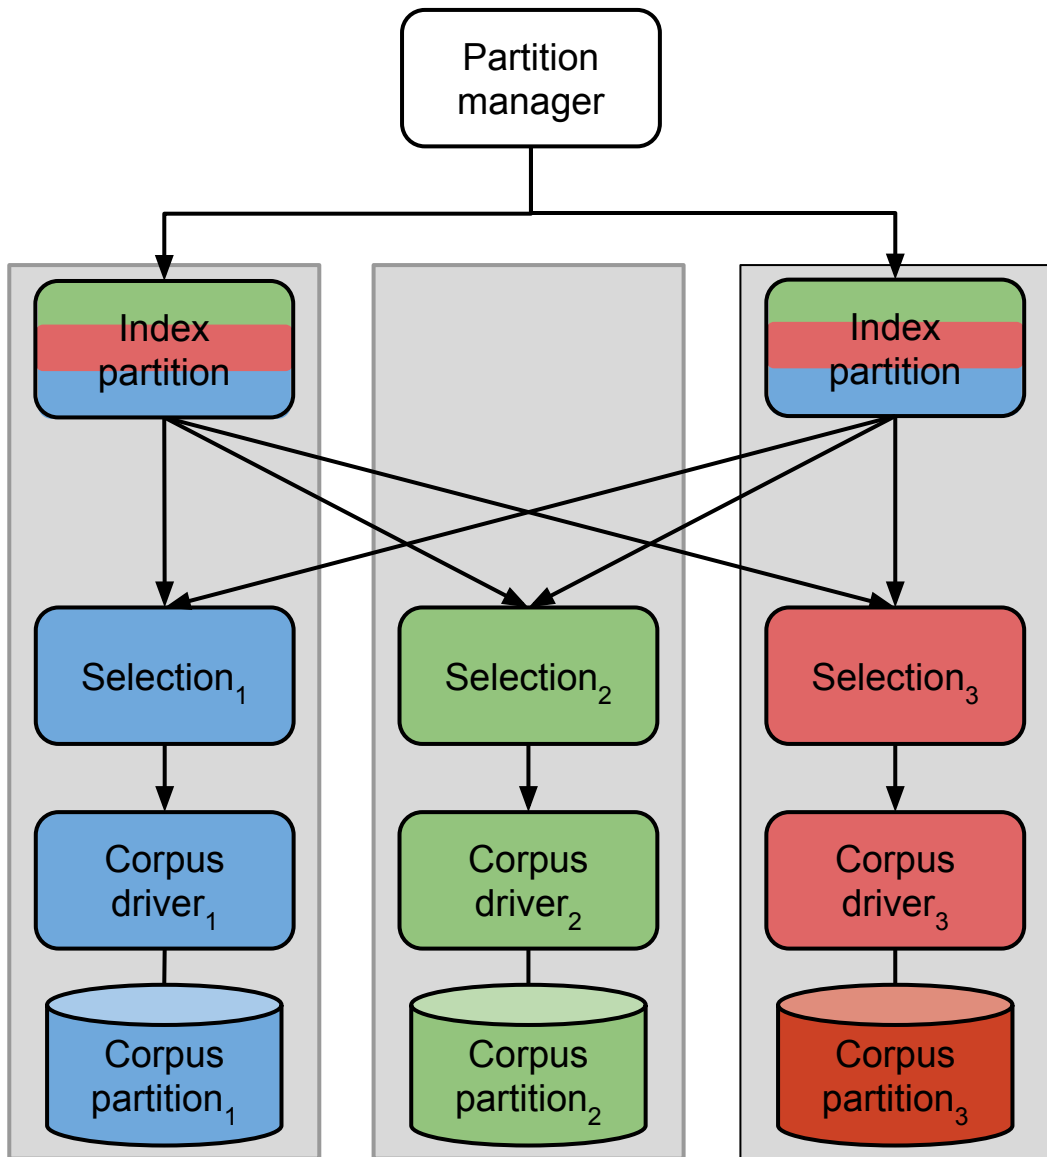 Partition
manager
Index
partition
Index
partition
Selection₁
Selection₂
Selection₃
Corpus
driver₁
Corpus
driver₂
Corpus
driver₃
Corpus
partition₁
Corpus
partition₂
Corpus
partition₃